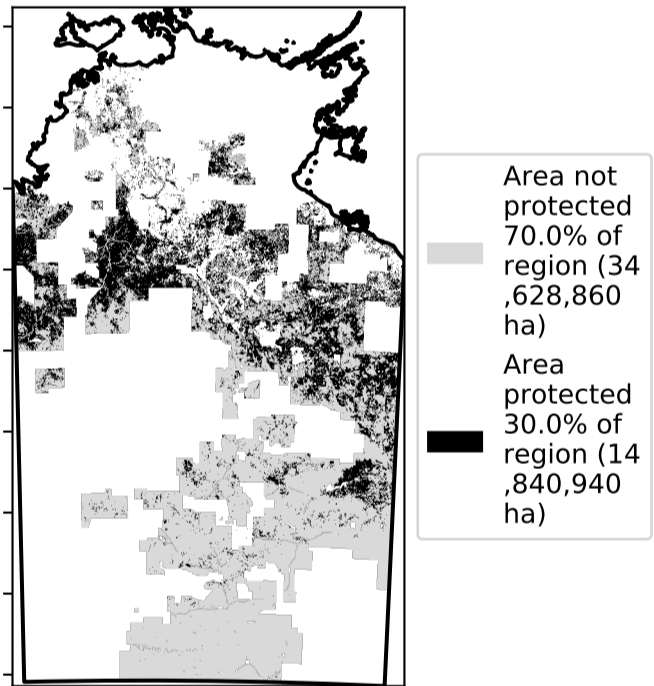 Area not
protected
70.0% of
region (34
,628,860
ha)
Area
protected
30.0% of
region (14
,840,940
ha)